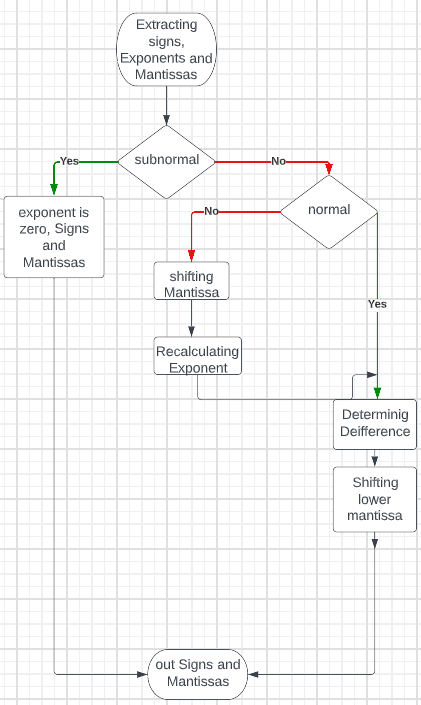 Extracting
signs,
Exponents and
Mantissas
subnormal
Yes
No
exponent is
zero, Signs
and
Mantissas
normal
No
shifting
Mantissa
Yes
Recalculating
Exponent
Determinig
Deifference
Shifting
lower
mantissa
out Signs and
Mantissas